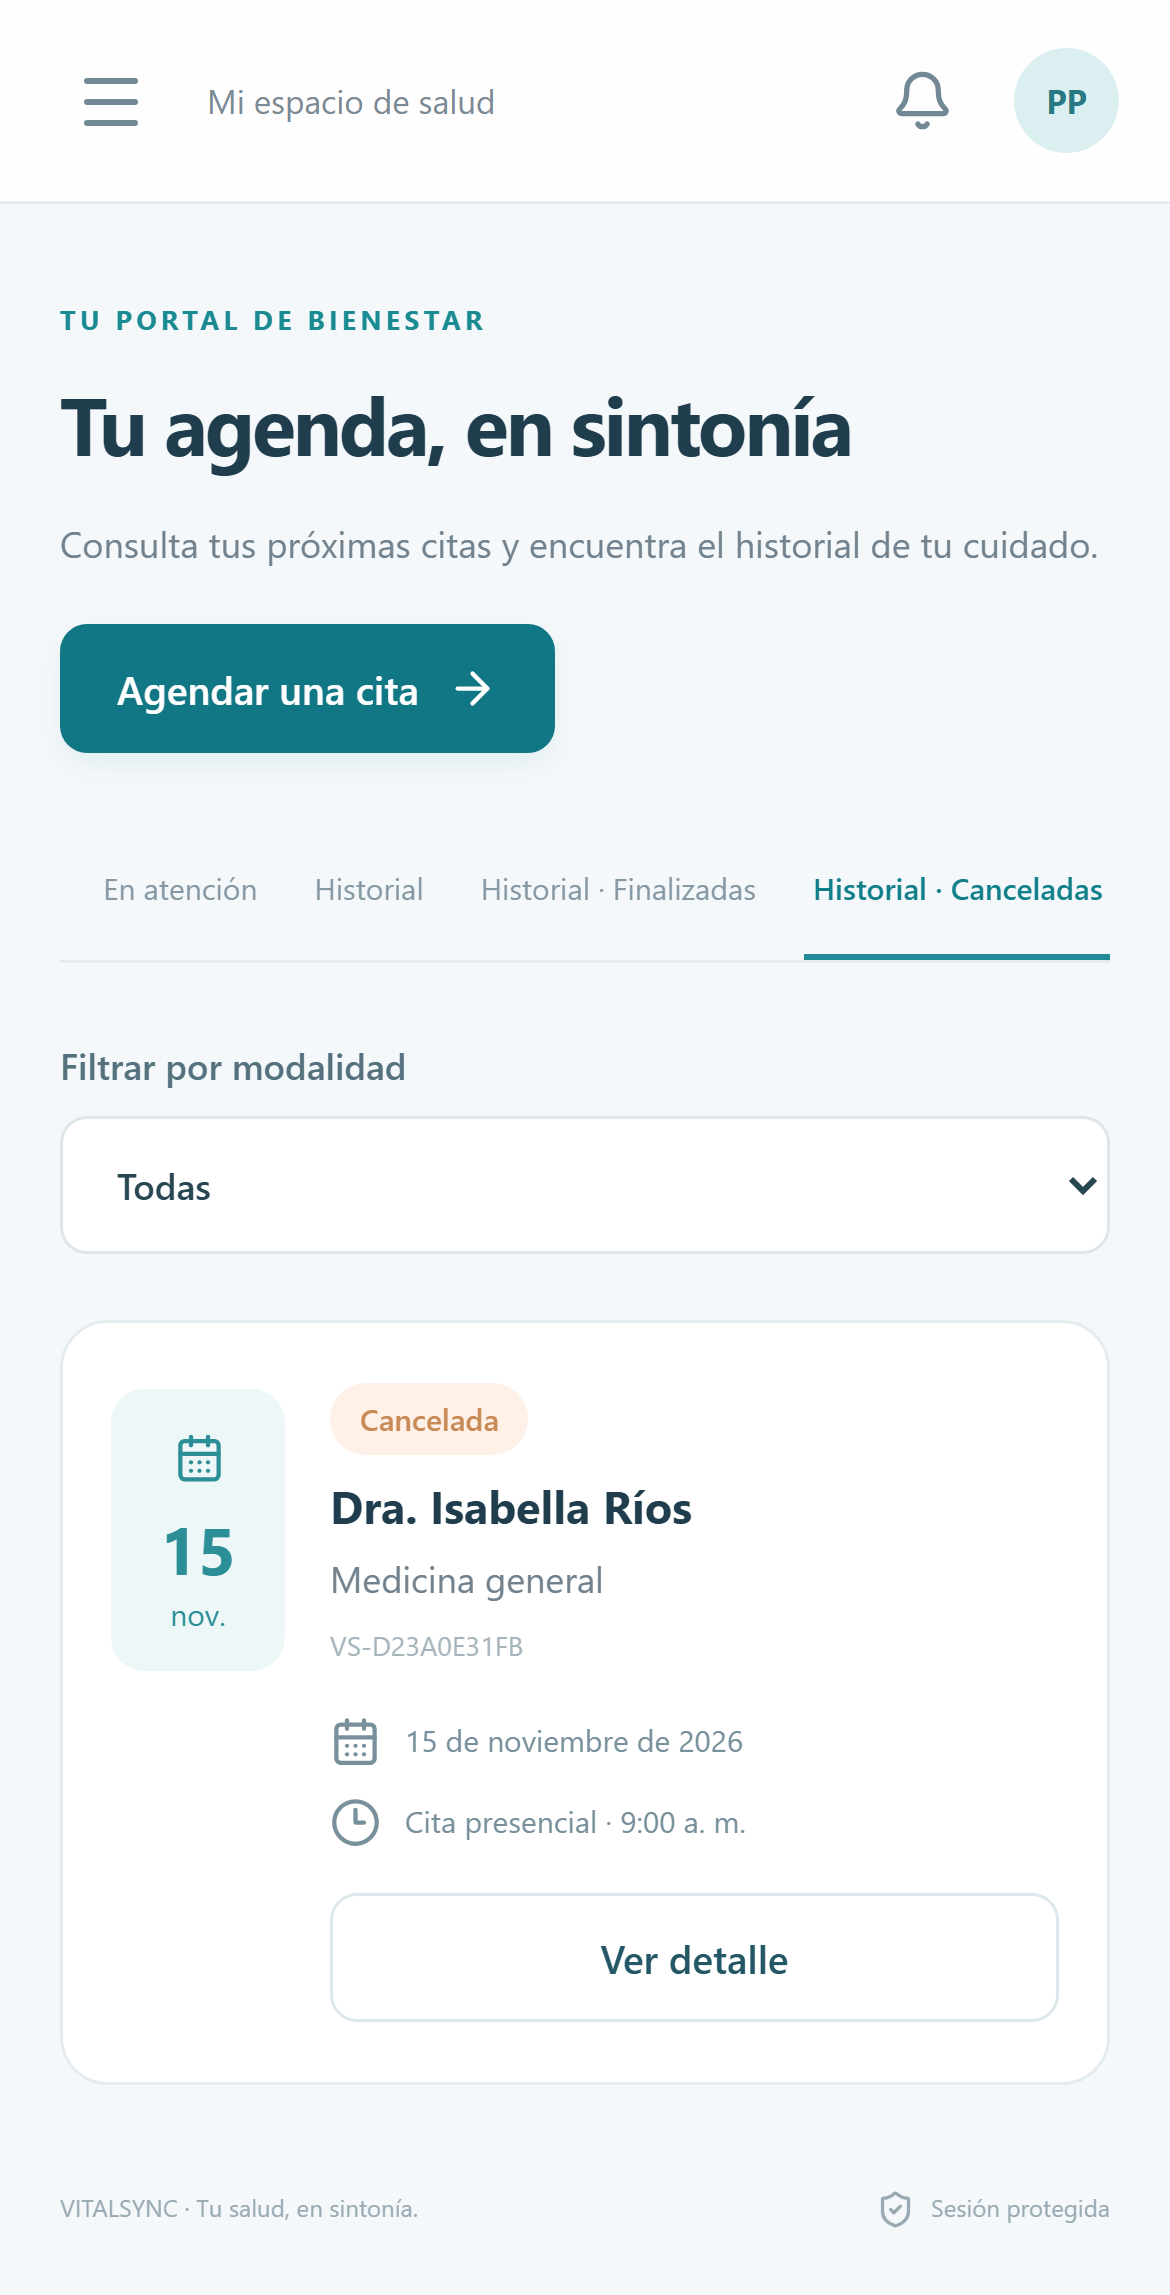 Mi espacio de salud
PP
TU PORTAL DE BIENESTAR
Tu agenda, en sintonía
Consulta tus próximas citas y encuentra el historial de tu cuidado.
Agendar una cita
En atención
Historial
Historial · Finalizadas
Historial · Canceladas
Filtrar por modalidad
Todas
15
nov.
Cancelada
Dra. Isabella Ríos
Medicina general
VS-D23A0E31FB
15 de noviembre de 2026
Cita presencial · 9:00 a. m.
Ver detalle
VITALSYNC · Tu salud, en sintonía.
Sesión protegida